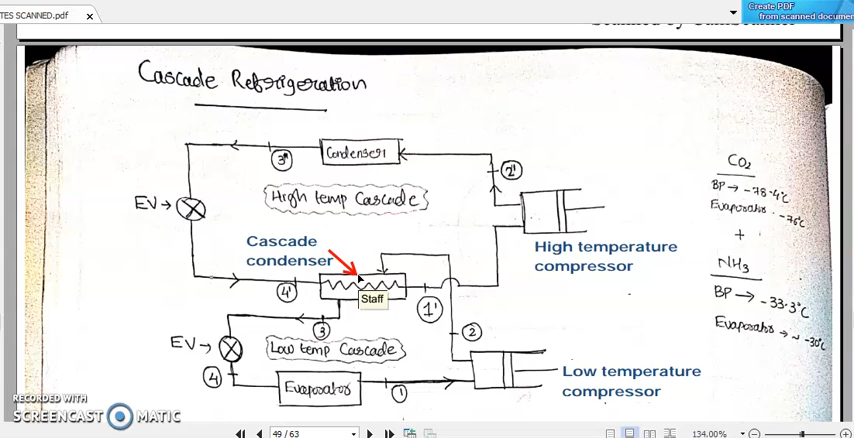 TES SCANNED.pdf
Create PDF
from scanned documen
Cascade Refrigeration
3'
Condenser
2'
EV
High temp Cascade
Cascade
condenser
High temperature
compressor
4'
Staff
1'
3
2
EV
Low temp Cascade
4
Evaporator
1
Low temperature
compressor
CO2
BP → -78.4°C
Evaporator -76°C
+
NH3
BP → -33.3°C
Evaporator → ~ -30°C
RECORDED WITH
SCREENCAST MATIC
49 / 63
134.00%